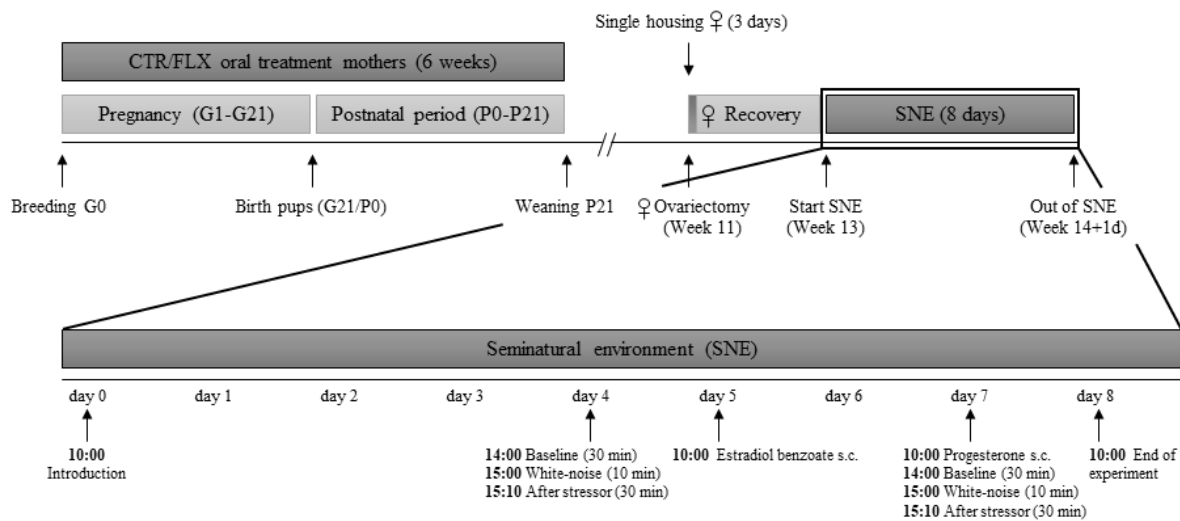 Single housing ♀ (3 days)
CTR/FLX oral treatment mothers (6 weeks)
Pregnancy (G1-G21)
Postnatal period (P0-P21)
♀ Recovery
SNE (8 days)
//
Breeding G0
Birth pups (G21/P0)
Weaning P21
♀ Ovariectomy
(Week 11)
Start SNE
(Week 13)
Out of SNE
(Week 14+1d)
Seminatural environment (SNE)
day 0
day 1
day 2
day 3
day 4
day 5
day 6
day 7
day 8
10:00
Introduction
14:00 Baseline (30 min)
15:00 White-noise (10 min)
15:10 After stressor (30 min)
10:00 Estradiol benzoate s.c.
10:00 Progesterone s.c.
14:00 Baseline (30 min)
15:00 White-noise (10 min)
15:10 After stressor (30 min)
10:00 End of
experiment